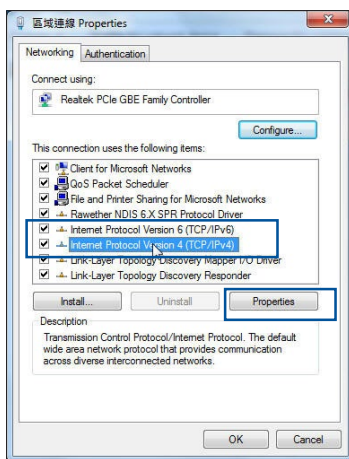 區域連線 Properties
Networking
Authentication
Connect using:
Realtek PCIe GBE Family Controller
Configure...
This connection uses the following items:
Client for Microsoft Networks
QoS Packet Scheduler
File and Printer Sharing for Microsoft Networks
Rawether NDIS 6.X SPR Protocol Driver
Internet Protocol Version 6 (TCP/IPv6)
Internet Protocol Version 4 (TCP/IPv4)
Link-Layer Topology Discovery Mapper I/O Driver
Link-Layer Topology Discovery Responder
Install...
Uninstall
Properties
Description
Transmission Control Protocol/Internet Protocol. The default
wide area network protocol that provides communication
across diverse interconnected networks.
OK
Cancel